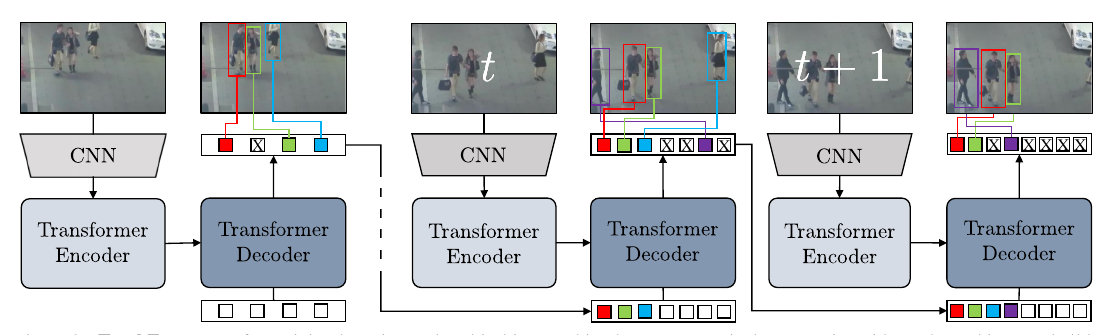 t
t + 1
CNN
CNN
CNN
X
X X X
X X X X X
Transformer
Encoder
Transformer
Decoder
Transformer
Encoder
Transformer
Decoder
Transformer
Encoder
Transformer
Decoder